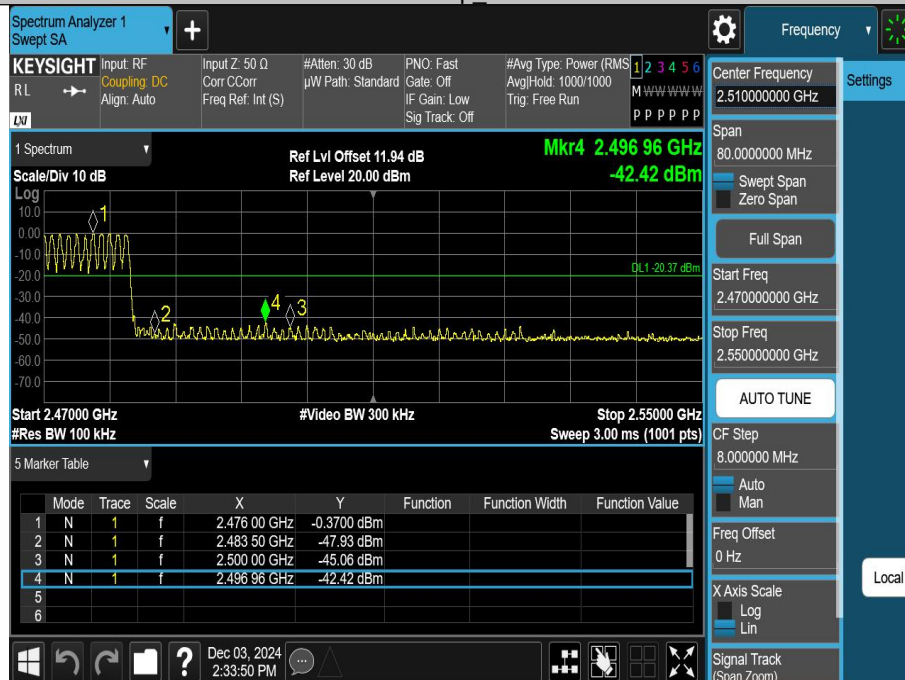 Spectrum Analyzer 1
Swept SA
+
Frequency
KEYSIGHT
RL
LXI
Input: RF
Coupling: DC
Align: Auto
Input Z: 50 Ω
Corr CCorr
Freq Ref: Int (S)
#Atten: 30 dB
µW Path: Standard
PNO: Fast
Gate: Off
IF Gain: Low
Sig Track: Off
#Avg Type: Power (RMS
Avg|Hold: 1000/1000
Trig: Free Run
1 2 3 4 5 6
M W W W W W
P P P P P P
1 Spectrum
Scale/Div 10 dB
Ref Lvl Offset 11.94 dB
Ref Level 20.00 dBm
Mkr4 2.496 96 GHz
-42.42 dBm
Log
10.0
0.00
-10.0
-20.0
-30.0
-40.0
-50.0
-60.0
-70.0
1
2
4
3
DL1 -20.37 dBm
Start 2.47000 GHz
#Res BW 100 kHz
#Video BW 300 kHz
Stop 2.55000 GHz
Sweep 3.00 ms (1001 pts)
5 Marker Table
Mode Trace Scale X Y Function Function Width Function Value
1 N 1 f 2.476 00 GHz -0.3700 dBm
2 N 1 f 2.483 50 GHz -47.93 dBm
3 N 1 f 2.500 00 GHz -45.06 dBm
4 N 1 f 2.496 96 GHz -42.42 dBm
5
6
?
Dec 03, 2024
2:33:50 PM
Center Frequency
2.510000000 GHz
Settings
Span
80.0000000 MHz
Swept Span
Zero Span
Full Span
Start Freq
2.470000000 GHz
Stop Freq
2.550000000 GHz
AUTO TUNE
CF Step
8.000000 MHz
Auto
Man
Freq Offset
0 Hz
Local
X Axis Scale
Log
Lin
Signal Track
(Span Zoom)